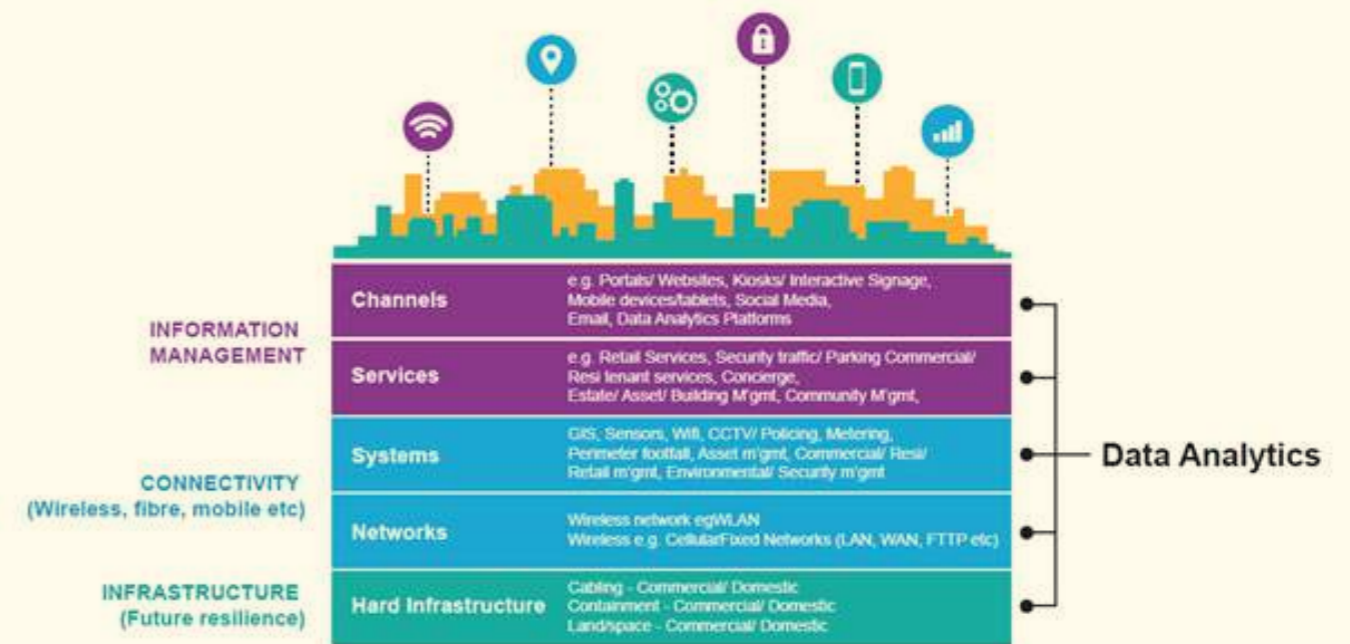 INFORMATION
MANAGEMENT
Channels
e.g. Portals/ Websites, Kiosks/ Interactive Signage,
Mobile devices/tablets, Social Media,
Email, Data Analytics Platforms
Services
e.g. Retail Services, Security traffic/ Parking Commercial/
Resi tenant services, Concierge,
Estate/ Asset/ Building M'gmt, Community M'gmt,
CONNECTIVITY
(Wireless, fibre, mobile etc)
Systems
GIS, Sensors, Wifi, CCTV/ Policing, Metering,
Perimeter footfall, Asset m'gmt, Commercial/ Resi/
Retail m'gmt, Environmental/ Security m'gmt
Networks
Wireless network egWLAN
Wireless e.g. CellularFixed Networks (LAN, WAN, FTTP etc)
INFRASTRUCTURE
(Future resilience)
Hard Infrastructure
Cabling - Commercial/ Domestic
Containment - Commercial/ Domestic
Land/space - Commercial/ Domestic
Data Analytics